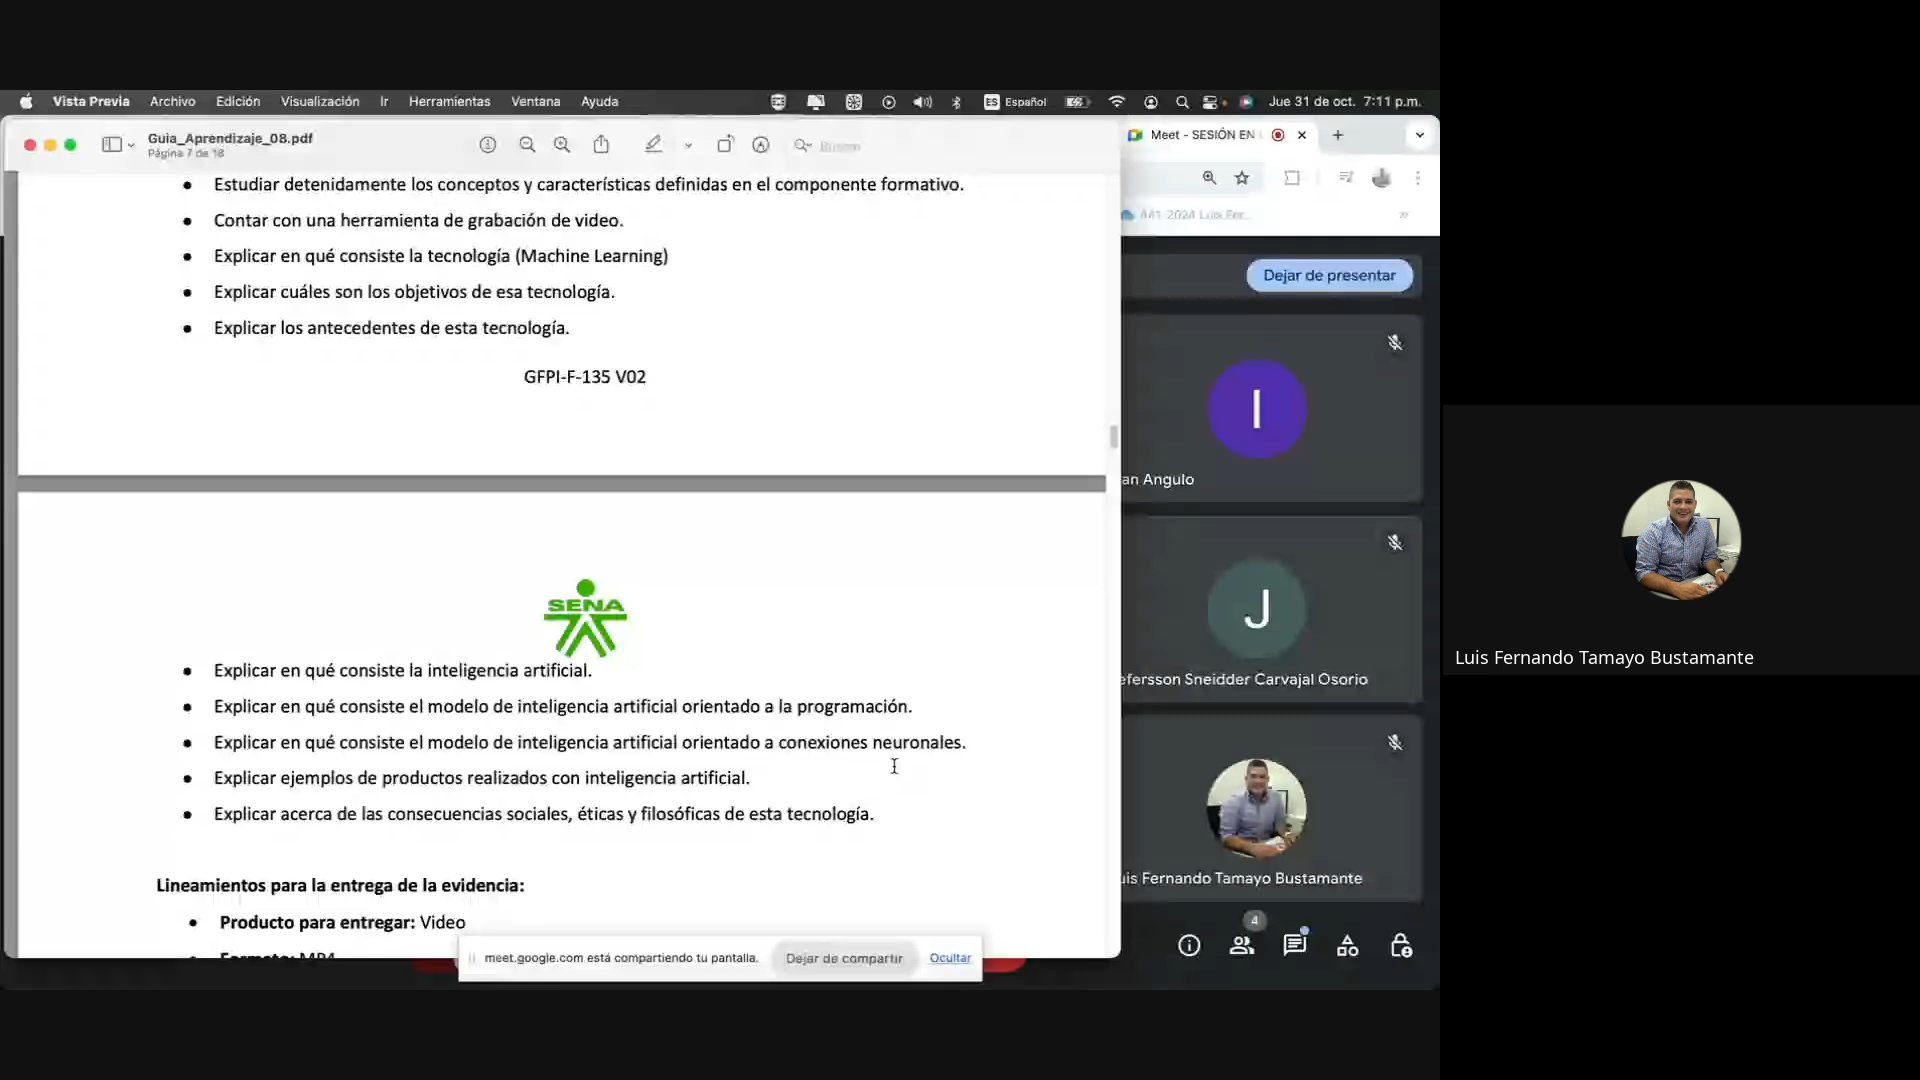 Vista Previa Archivo Edición Visualización Ir Herramientas Ventana Ayuda ES Español Jue 31 de oct. 7:11 p.m.
Guia_Aprendizaje_08.pdf
Página 7 de 18
Buscar
Meet - SESIÓN EN
441-2024 Luis Fer...
Dejar de presentar
• Estudiar detenidamente los conceptos y características definidas en el componente formativo.
• Contar con una herramienta de grabación de video.
• Explicar en qué consiste la tecnología (Machine Learning)
• Explicar cuáles son los objetivos de esa tecnología.
• Explicar los antecedentes de esta tecnología.
GFPI-F-135 V02
SENA
• Explicar en qué consiste la inteligencia artificial.
• Explicar en qué consiste el modelo de inteligencia artificial orientado a la programación.
• Explicar en qué consiste el modelo de inteligencia artificial orientado a conexiones neuronales.
• Explicar ejemplos de productos realizados con inteligencia artificial.
• Explicar acerca de las consecuencias sociales, éticas y filosóficas de esta tecnología.
Lineamientos para la entrega de la evidencia:
• Producto para entregar: Video
• Formato: MP4
meet.google.com está compartiendo tu pantalla. Dejar de compartir Ocultar
I
an Angulo
J
efersson Sneidder Carvajal Osorio
uis Fernando Tamayo Bustamante
4
Luis Fernando Tamayo Bustamante